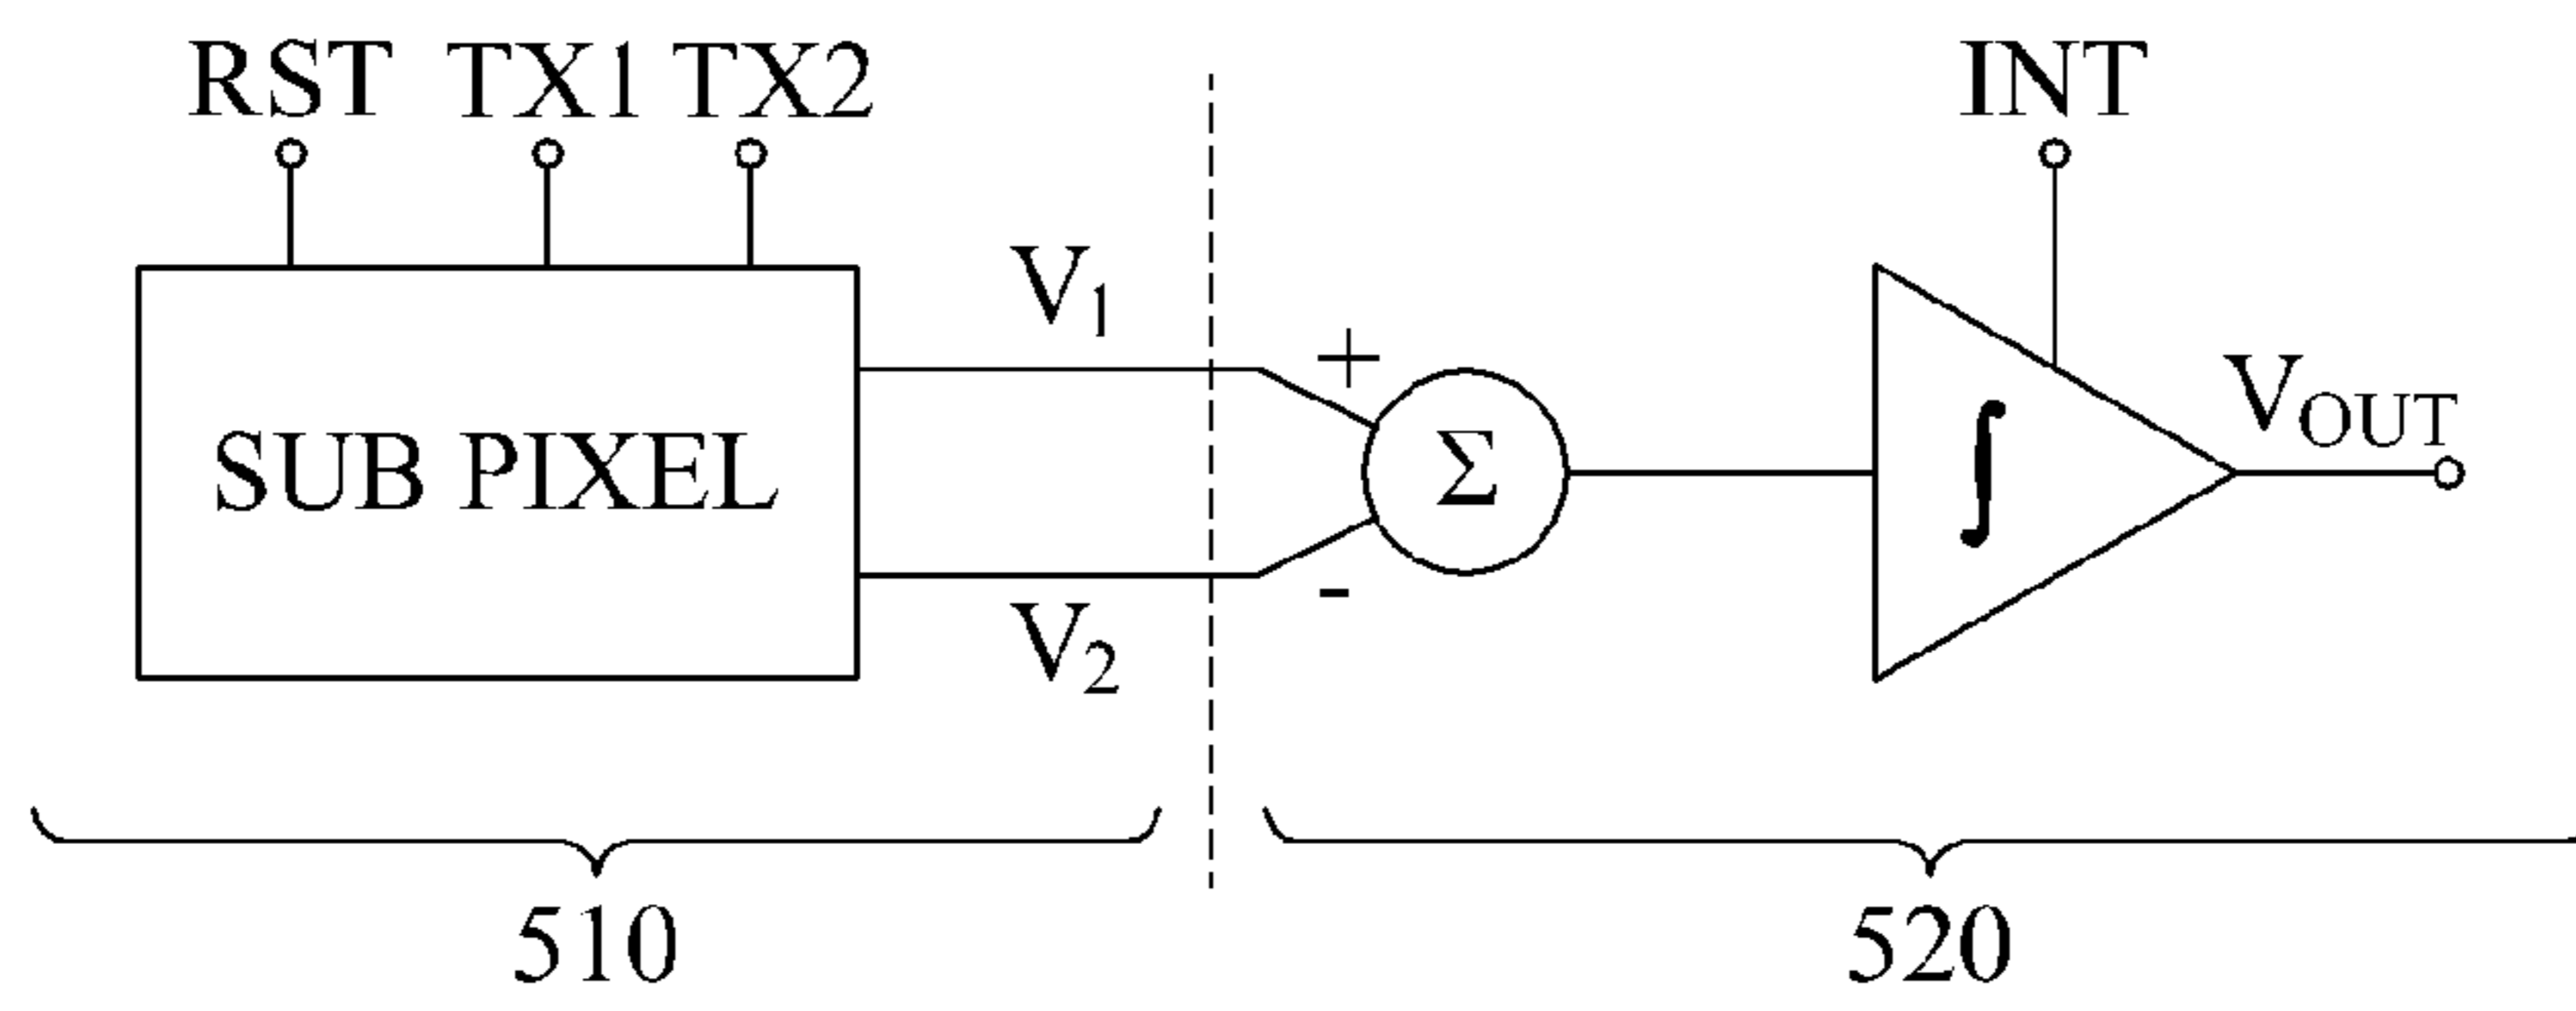 RST TX1 TX2 INT
V1
+
VOUT
SUB PIXEL Σ ∫
-
V2
510 520